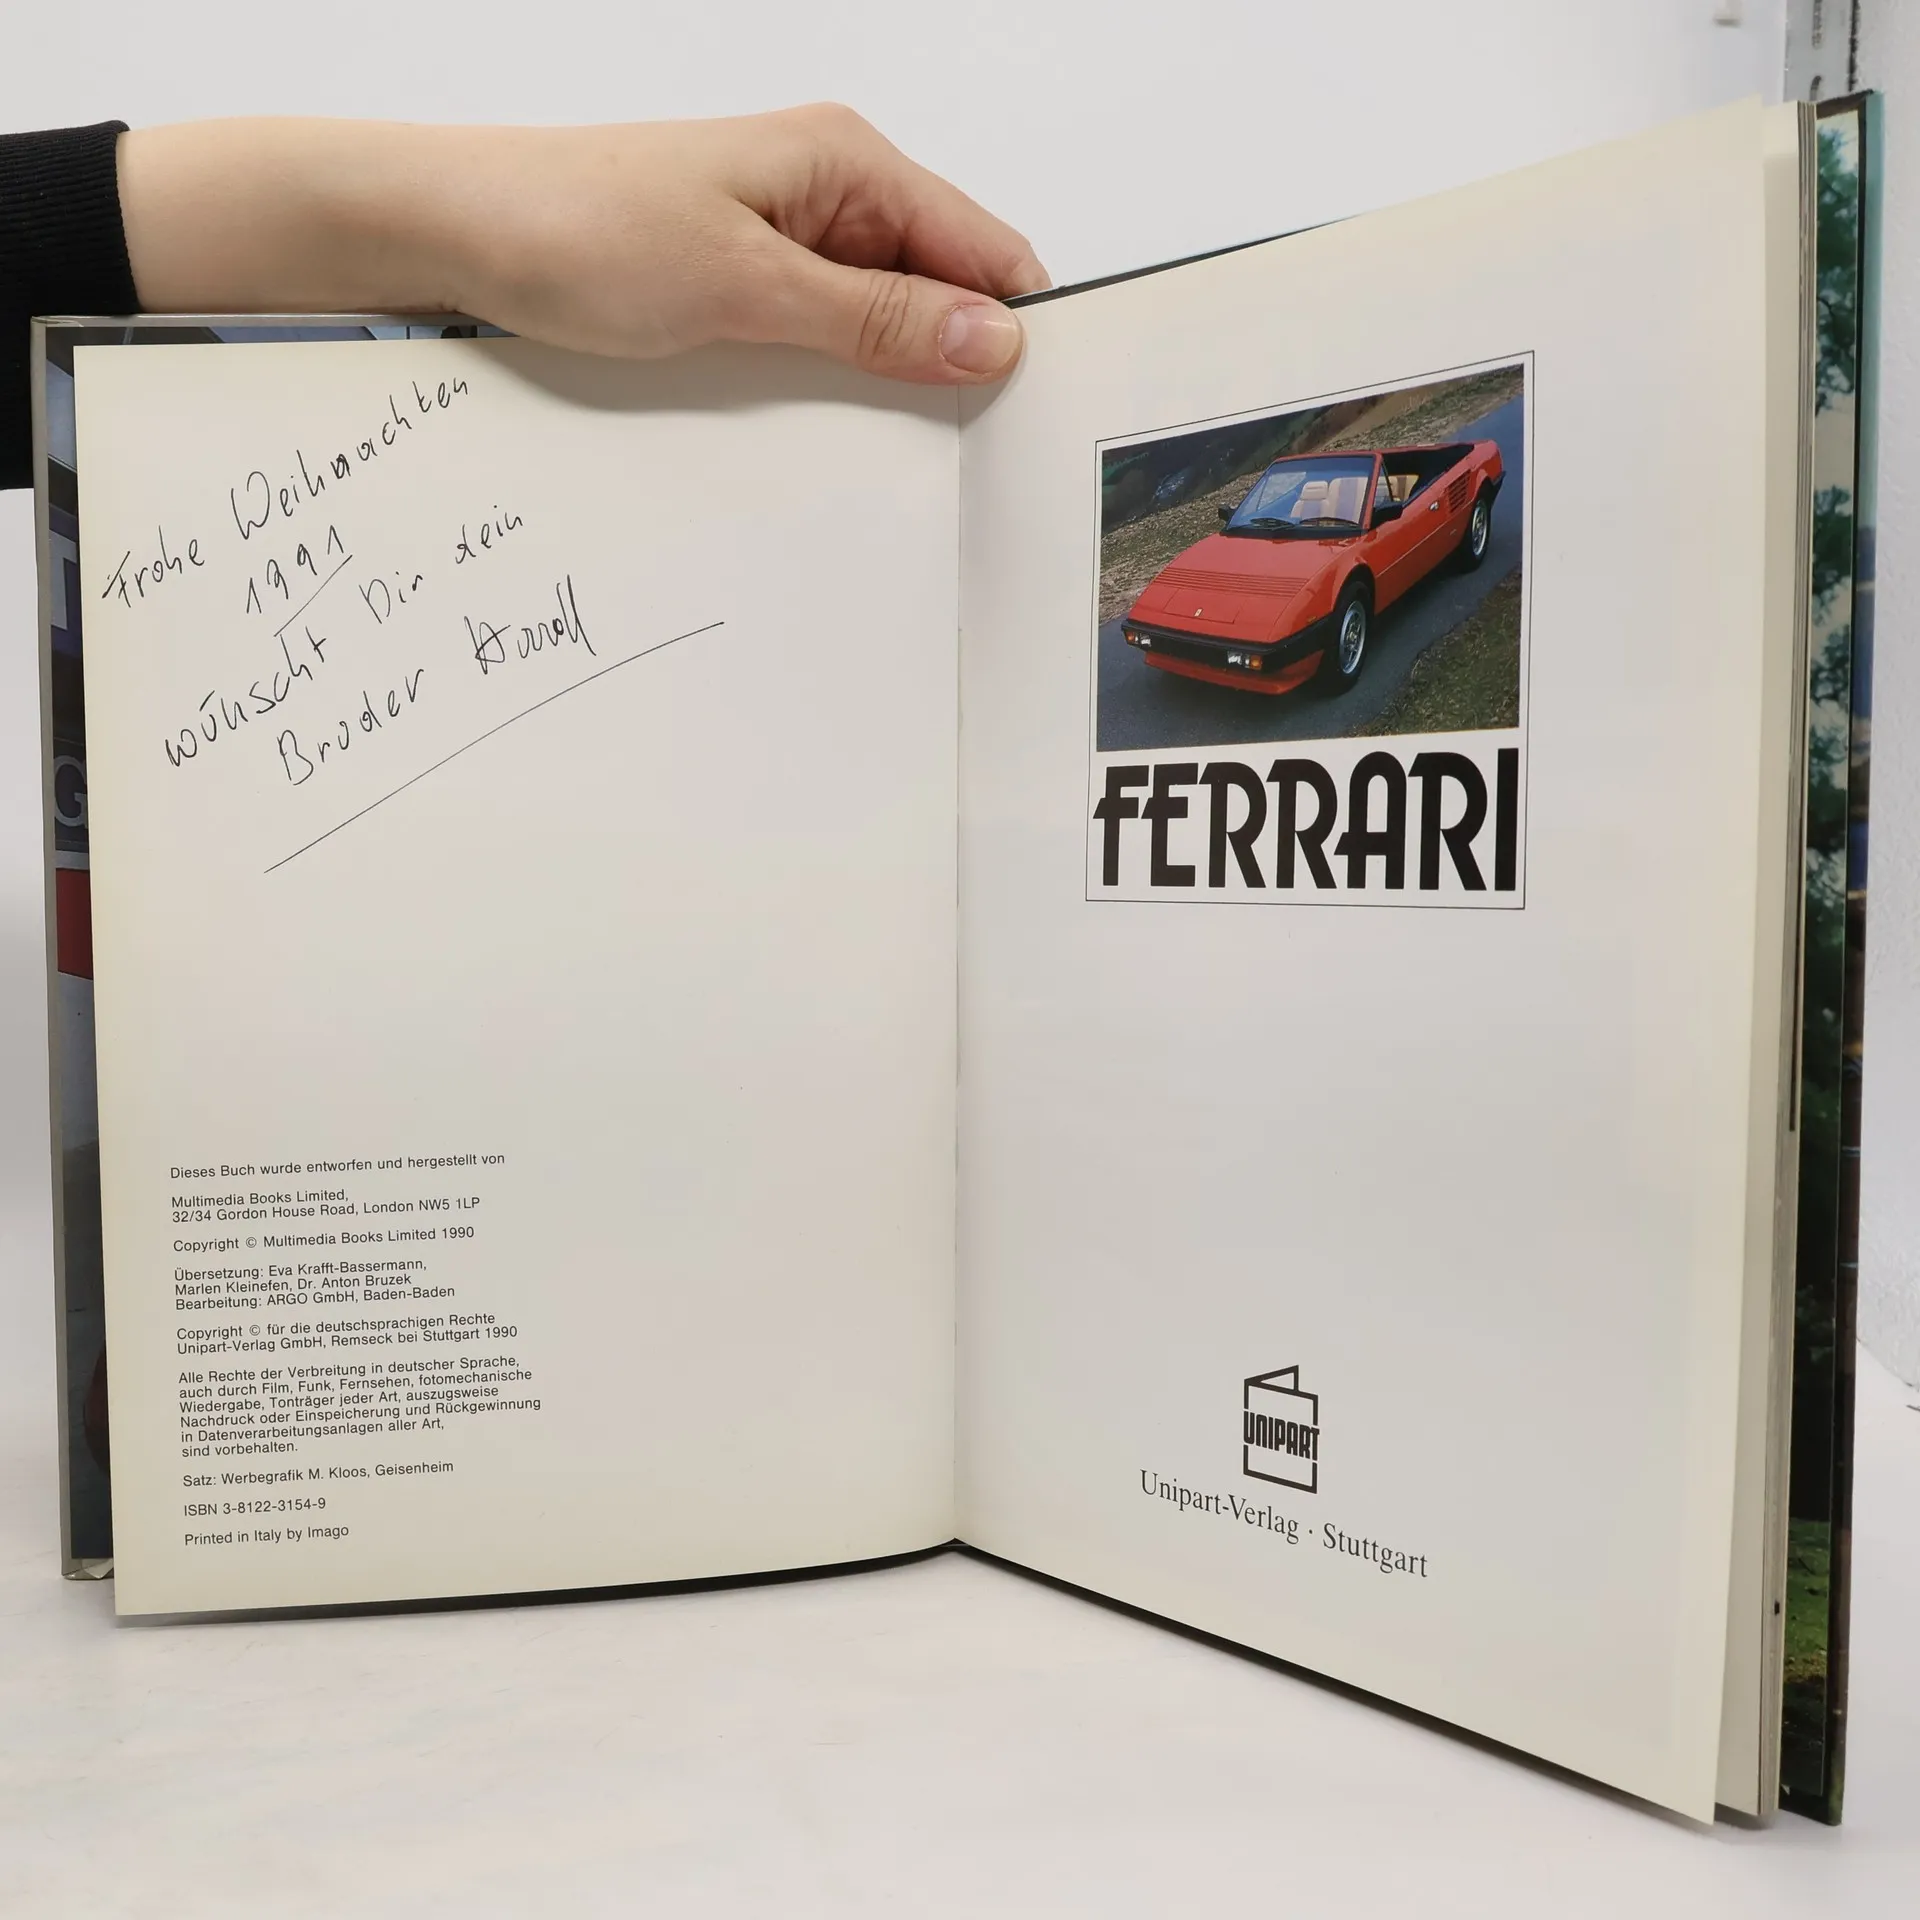 Frohe Weihnachten
1991
wünscht Dir dein
Bruder
Dieses Buch wurde entworfen und hergestellt von
Multimedia Books Limited,
32/34 Gordon House Road, London NW5 1LP
Copyright © Multimedia Books Limited 1990
Übersetzung: Eva Krafft-Bassermann,
Marlen Kleinefen, Dr. Anton Bruzek
Bearbeitung: ARGO GmbH, Baden-Baden
Copyright © für die deutschsprachigen Rechte
Unipart-Verlag GmbH, Remseck bei Stuttgart 1990
Alle Rechte der Verbreitung in deutscher Sprache,
auch durch Film, Funk, Fernsehen, fotomechanische
Wiedergabe, Tonträger jeder Art, auszugsweise
Nachdruck oder Einspeicherung und Rückgewinnung
in Datenverarbeitungsanlagen aller Art,
sind vorbehalten.
Satz: Werbegrafik M. Kloos, Geisenheim
ISBN 3-8122-3154-9
Printed in Italy by Imago
FERRARI
UNIPART
Unipart-Verlag · Stuttgart